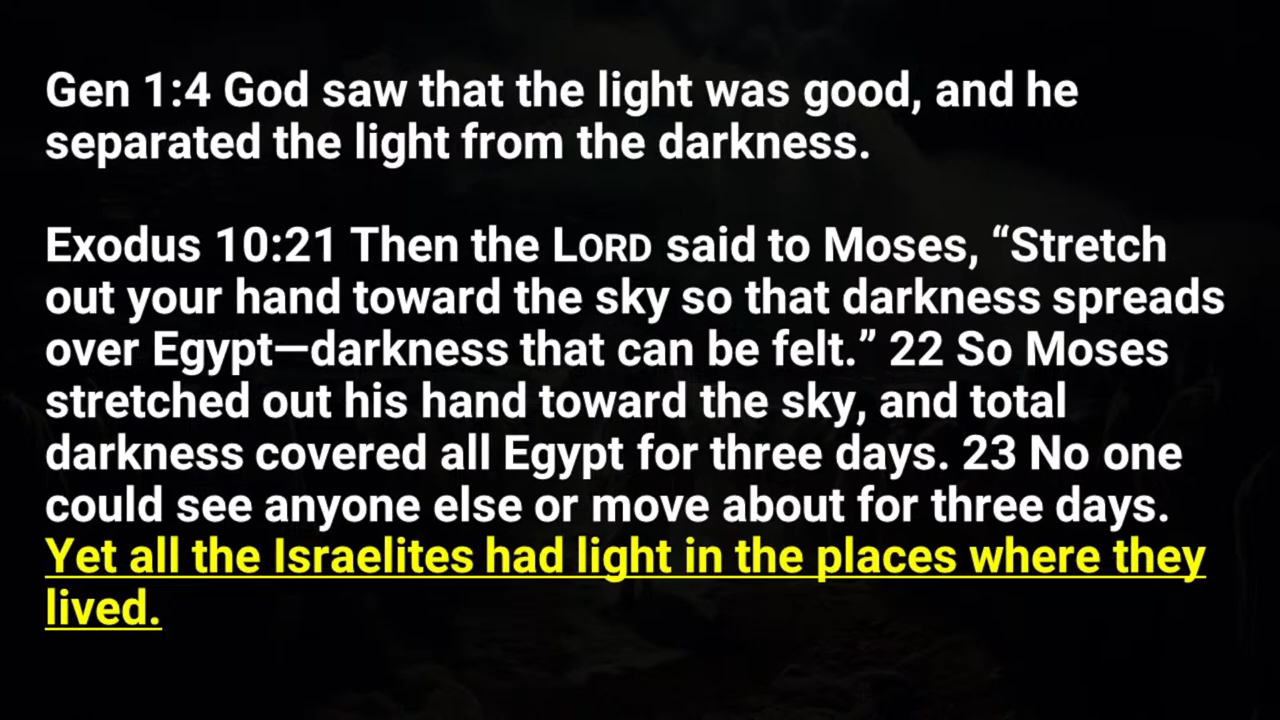 Gen 1:4 God saw that the light was good, and he
separated the light from the darkness.
Exodus 10:21 Then the LORD said to Moses, “Stretch
out your hand toward the sky so that darkness spreads
over Egypt—darkness that can be felt.” 22 So Moses
stretched out his hand toward the sky, and total
darkness covered all Egypt for three days. 23 No one
could see anyone else or move about for three days.
Yet all the Israelites had light in the places where they
lived.